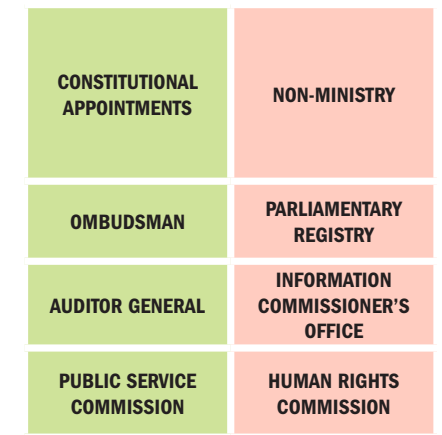 CONSTITUTIONAL
APPOINTMENTS
NON-MINISTRY
OMBUDSMAN
PARLIAMENTARY
REGISTRY
AUDITOR GENERAL
INFORMATION
COMMISSIONER'S
OFFICE
PUBLIC SERVICE
COMMISSION
HUMAN RIGHTS
COMMISSION